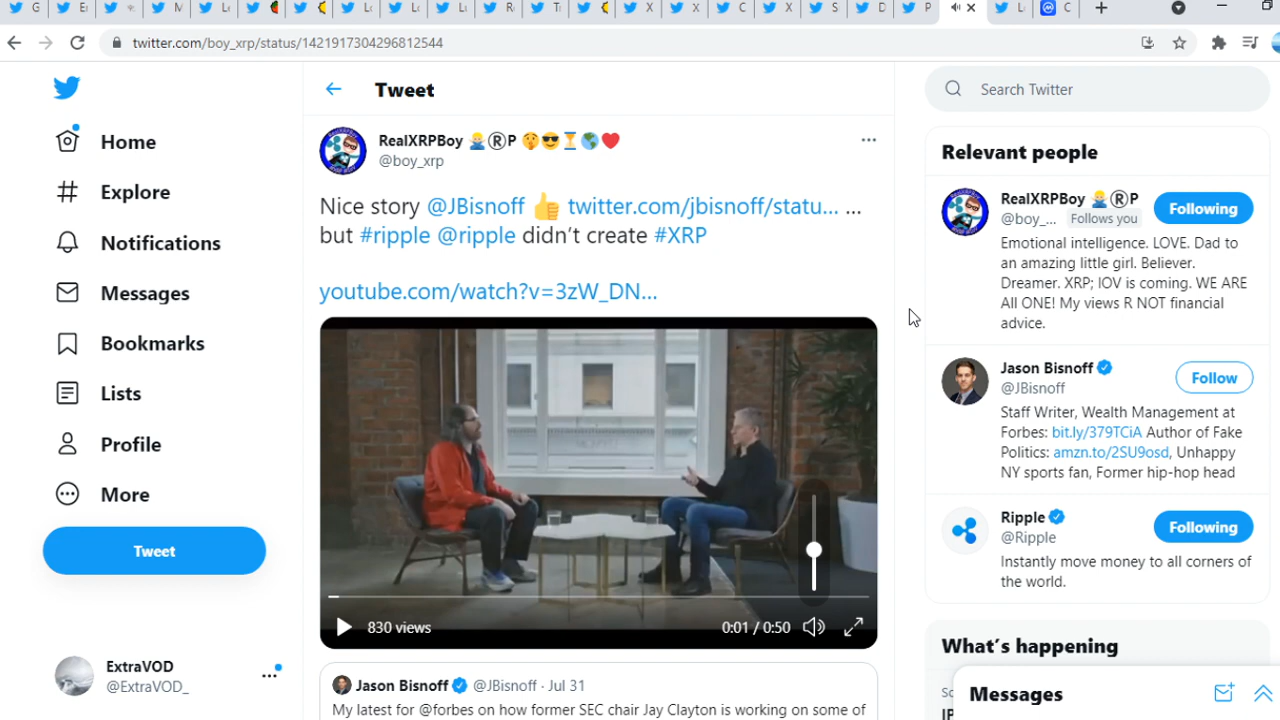 twitter.com/boy_xrp/status/1421917304296812544
Home
Explore
Notifications
Messages
Bookmarks
Lists
Profile
More
Tweet
ExtraVOD
@ExtraVOD_
Tweet
RealXRPBoy 🙎🏼‍♂️ ⓇP 🤫😎⏳🌎❤️
@boy_xrp
Nice story @JBisnoff 👍 twitter.com/jbisnoff/statu… …
but #ripple @ripple didn’t create #XRP
youtube.com/watch?v=3zW_DN…
830 views
0:01 / 0:50
Jason Bisnoff @JBisnoff · Jul 31
My latest for @forbes on how former SEC chair Jay Clayton is working on some of
Search Twitter
Relevant people
RealXRPBoy 🙎🏼‍♂️ ⓇP
@boy_... Follows you
Following
Emotional intelligence. LOVE. Dad to
an amazing little girl. Believer.
Dreamer. XRP; IOV is coming. WE ARE
All ONE! My views R NOT financial
advice.
Jason Bisnoff
@JBisnoff
Follow
Staff Writer, Wealth Management at
Forbes: bit.ly/379TCiA Author of Fake
Politics: amzn.to/2SU9osd, Unhappy
NY sports fan, Former hip-hop head
Ripple
@Ripple
Following
Instantly move money to all corners of
the world.
What’s happening
Messages